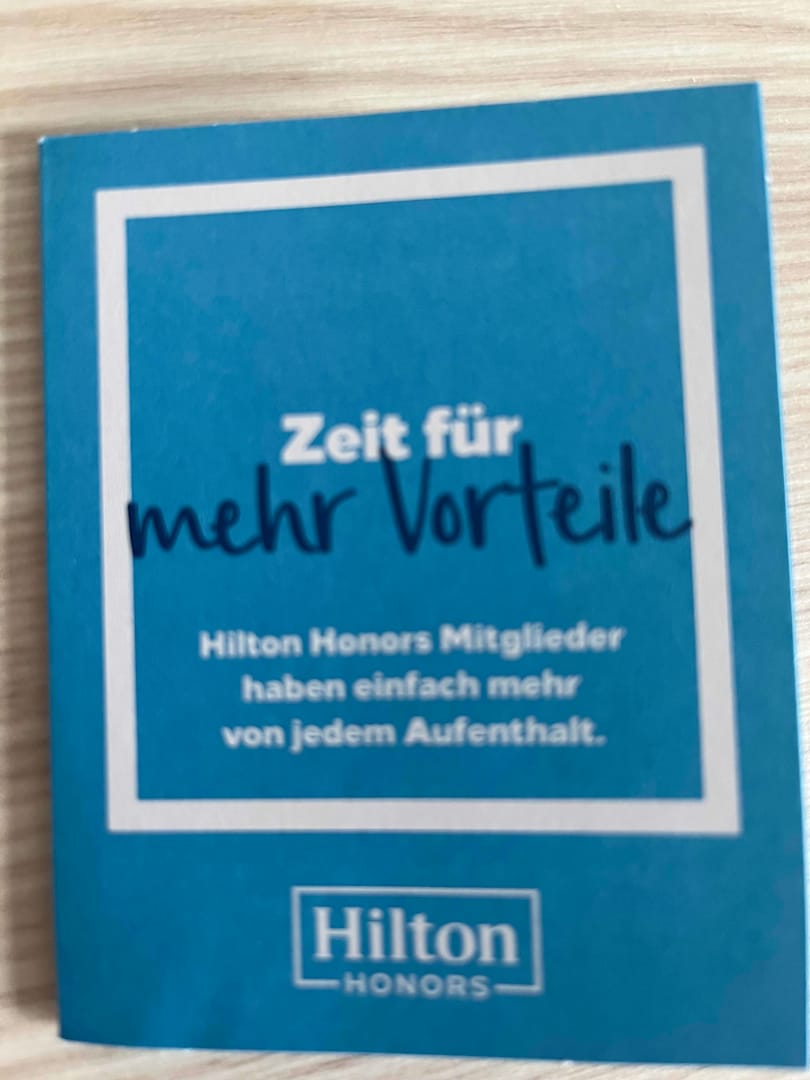 Zeit für
mehr Vorteile
Hilton Honors Mitglieder
haben einfach mehr
von jedem Aufenthalt.
Hilton
HONORS